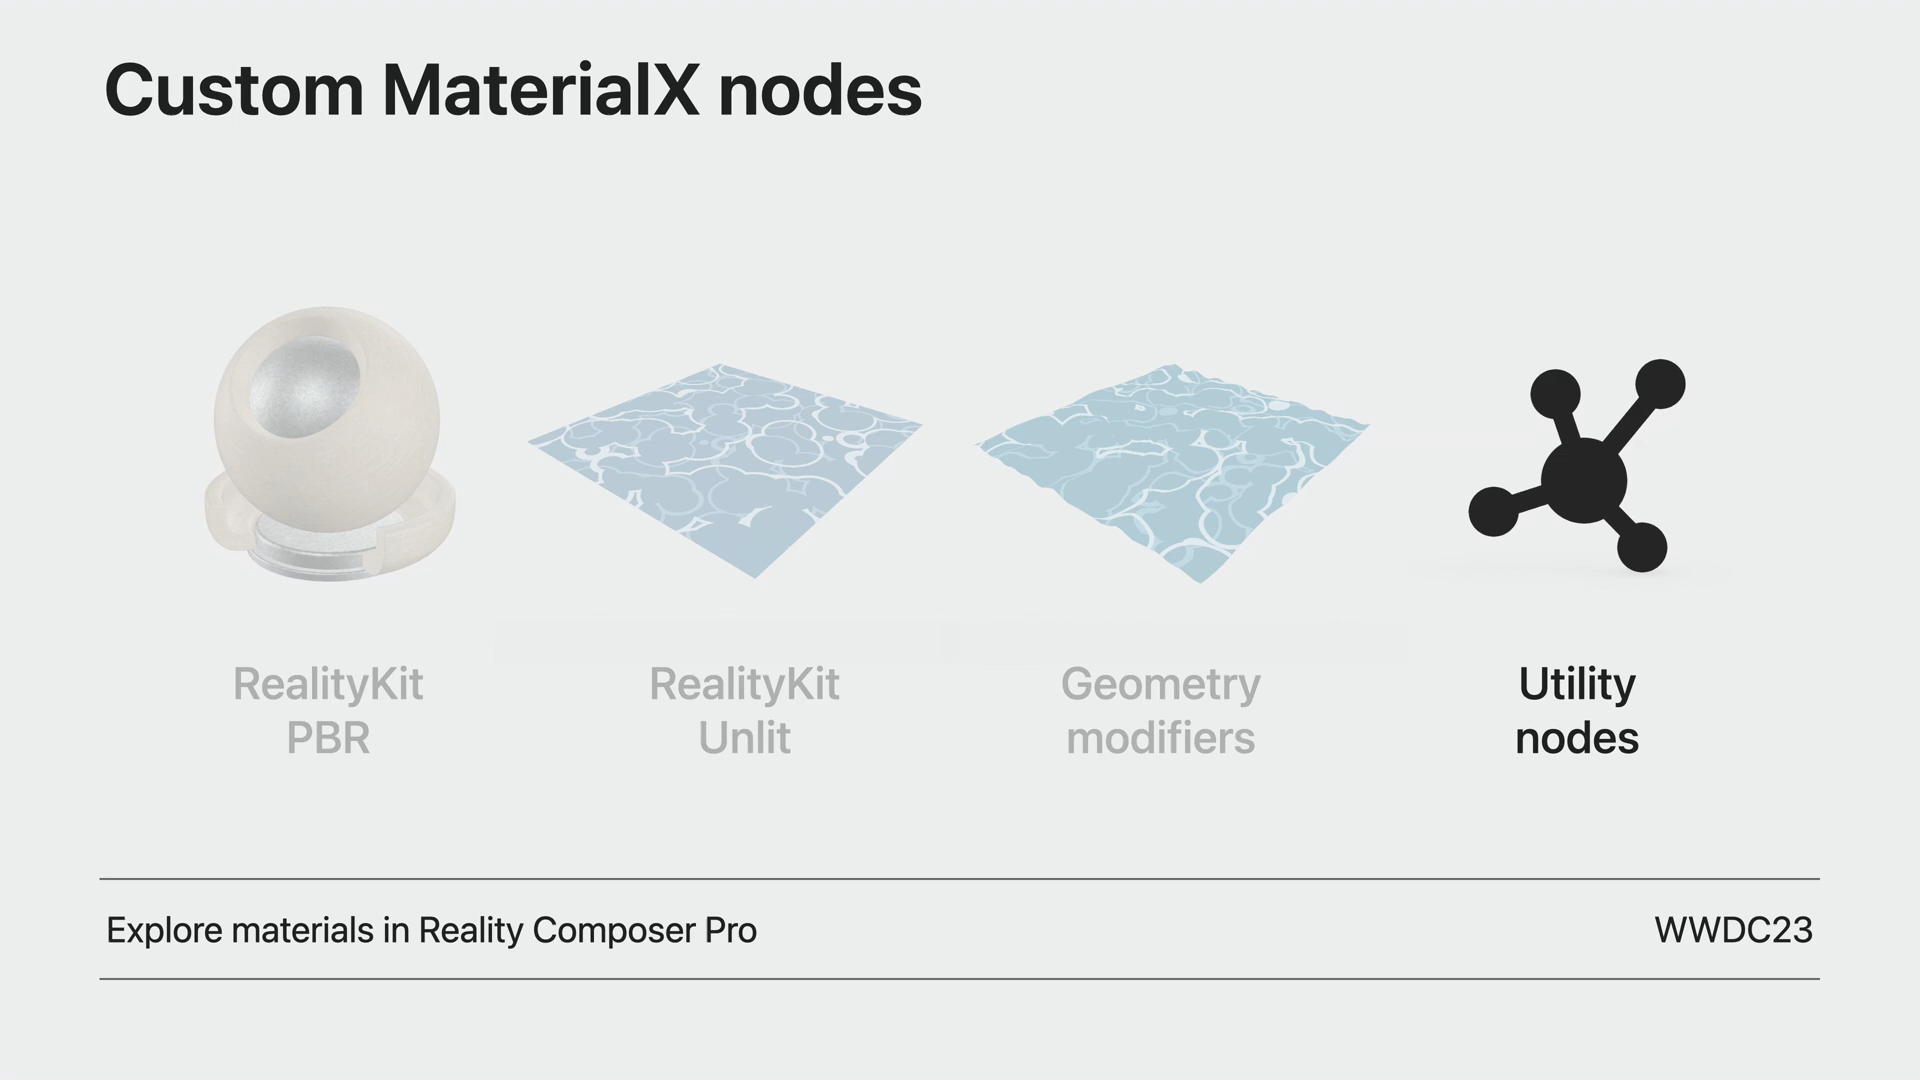 Custom MaterialX nodes
RealityKit
PBR
RealityKit
Unlit
Geometry
modifiers
Utility
nodes
Explore materials in Reality Composer Pro
WWDC23